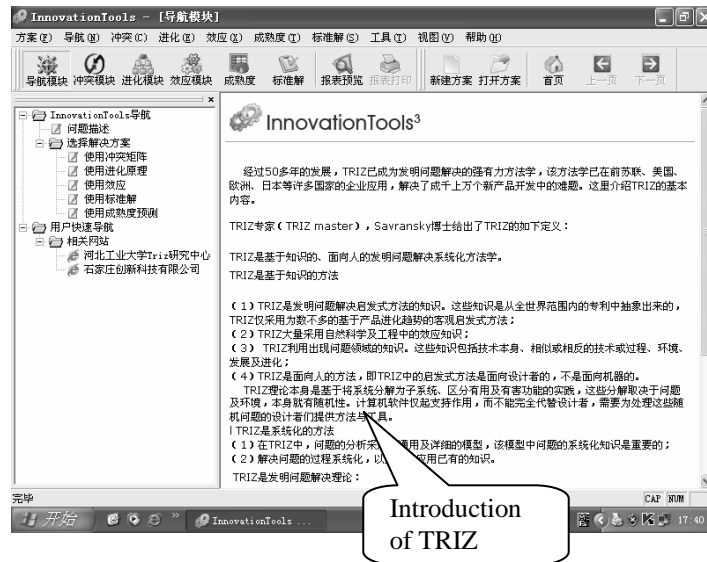 InnovationTools - [导航模块]
方案(F) 导航(N) 冲突(C) 进化(E) 效应(X) 成熟度(T) 标准解(S) 工具(T) 视图(V) 帮助(H)
导航模块 冲突模块 进化模块 效应模块 成熟度 标准解 报表预览 报表打印 新建方案 打开方案 首页 上一页 下一页
InnovationTools导航
问题描述
选择解决方案
使用冲突矩阵
使用进化原理
使用效应
使用标准解
使用成熟度预测
用户快速导航
相关网站
河北工业大学Triz研究中心
石家庄创新科技有限公司
InnovationTools³
经过50多年的发展，TRIZ已成为发明问题解决的强有力方法学，该方法学已在前苏联、美国、
欧洲、日本等许多国家的企业应用，解决了成千上万个新产品开发中的难题。这里介绍TRIZ的基本
内容。
TRIZ专家(TRIZ master)，Savransky博士给出了TRIZ的如下定义：
TRIZ是基于知识的、面向人的发明问题解决系统化方法学。
TRIZ是基于知识的方法
(1)TRIZ是发明问题解决启发式方法的知识。这些知识是从全世界范围内的专利中抽象出来的，
TRIZ仅采用为数不多的基于产品进化趋势的客观启发式方法；
(2)TRIZ大量采用自然科学及工程中的效应知识；
(3) TRIZ利用出现问题领域的知识。这些知识包括技术本身、相似或相反的技术或过程、环境、
发展及进化；
(4)TRIZ是面向人的方法，即TRIZ中的启发式方法是面向设计者的，不是面向机器的。
TRIZ理论本身是基于将系统分解为子系统、区分有用及有害功能的实践，这些分解取决于问题
及环境，本身就有随机性。计算机软件仅起支持作用，而不能完全代替设计者，需要为处理这些随
机问题的设计者们提供方法与工具。
TRIZ是系统化的方法
(1)在TRIZ中，问题的分析采 通用及详细的模型，该模型中问题的系统化知识是重要的；
(2)解决问题的过程系统化，以 应用已有的知识。
TRIZ是发明问题解决理论：
Introduction
of TRIZ
完毕 CAP NUM
开始 InnovationTools ... 17:40